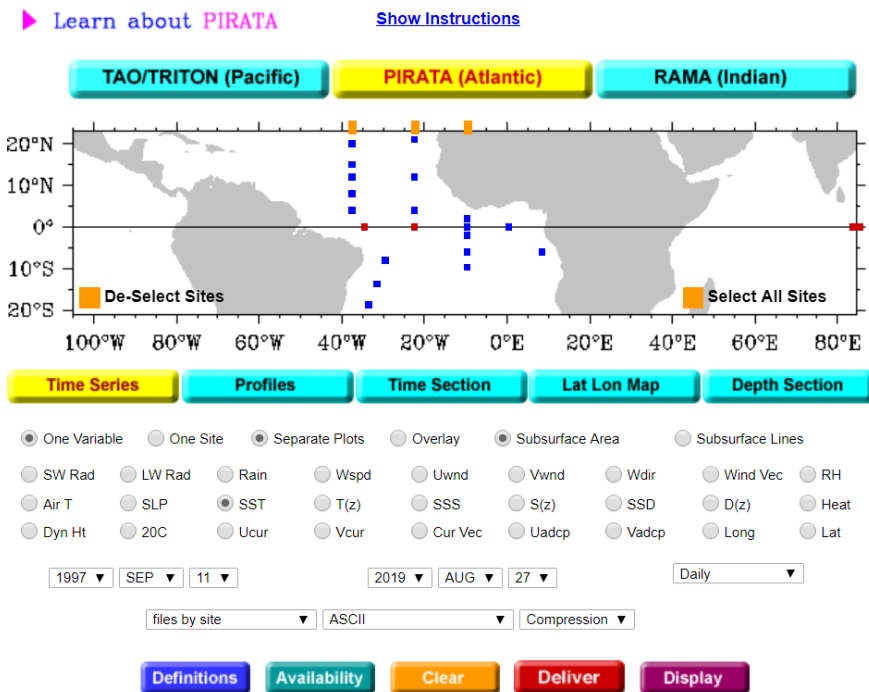 Learn about PIRATA Show Instructions
TAO/TRITON (Pacific) PIRATA (Atlantic) RAMA (Indian)
20°N
10°N
0°
10°S
De-Select Sites Select All Sites
20°S
100°W 80°W 60°W 40°W 20°W 0°E 20°E 40°E 60°E 80°E
Time Series Profiles Time Section Lat Lon Map Depth Section
One Variable One Site Separate Plots Overlay Subsurface Area Subsurface Lines
SW Rad LW Rad Rain Wspd Uwnd Vwnd Wdir Wind Vec RH
Air T SLP SST T(z) SSS S(z) SSD D(z) Heat
Dyn Ht 20C Ucur Vcur Cur Vec Uadcp Vadcp Long Lat
1997 SEP 11 2019 AUG 27 Daily
files by site ASCII Compression
Definitions Availability Clear Deliver Display